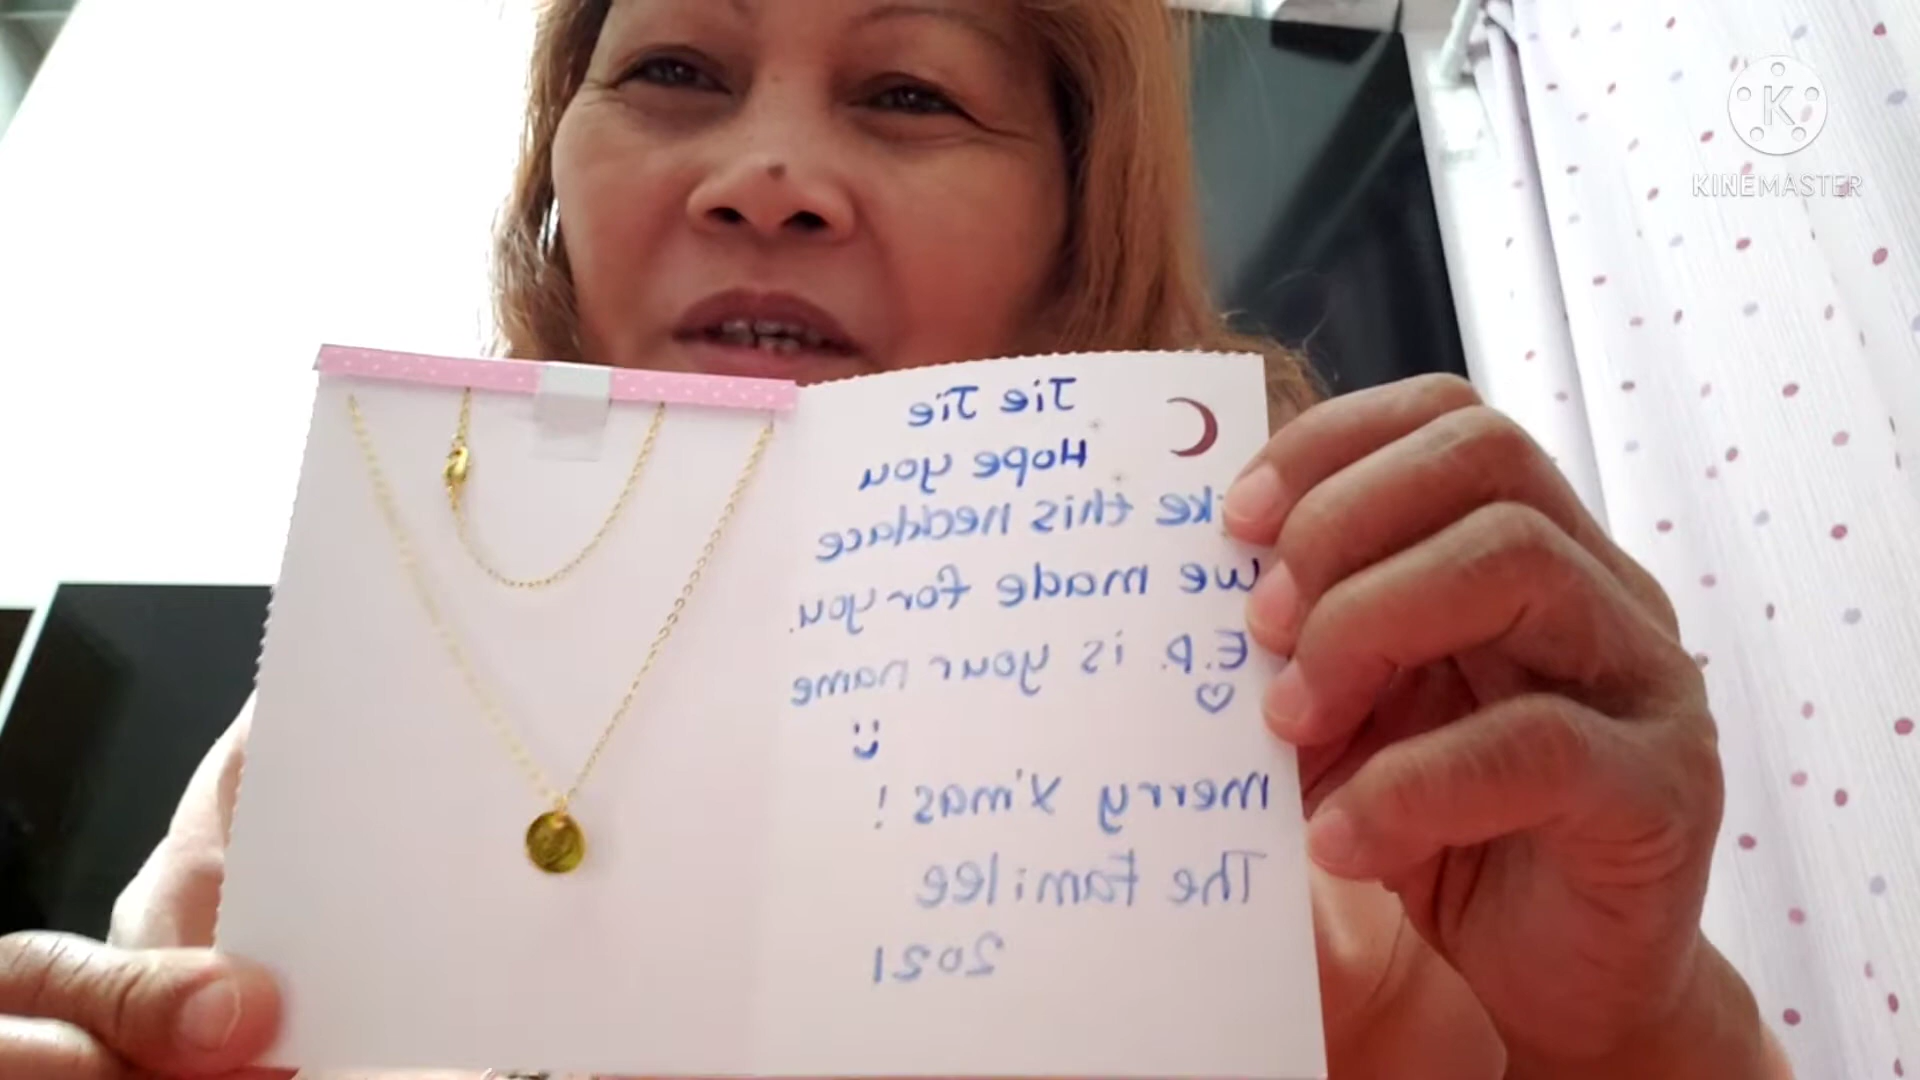 Jie Jie
Hope you
like this necklace
we made for you.
E.P. is your name
Merry X'mas!
The Familee
2021
KINEMASTER